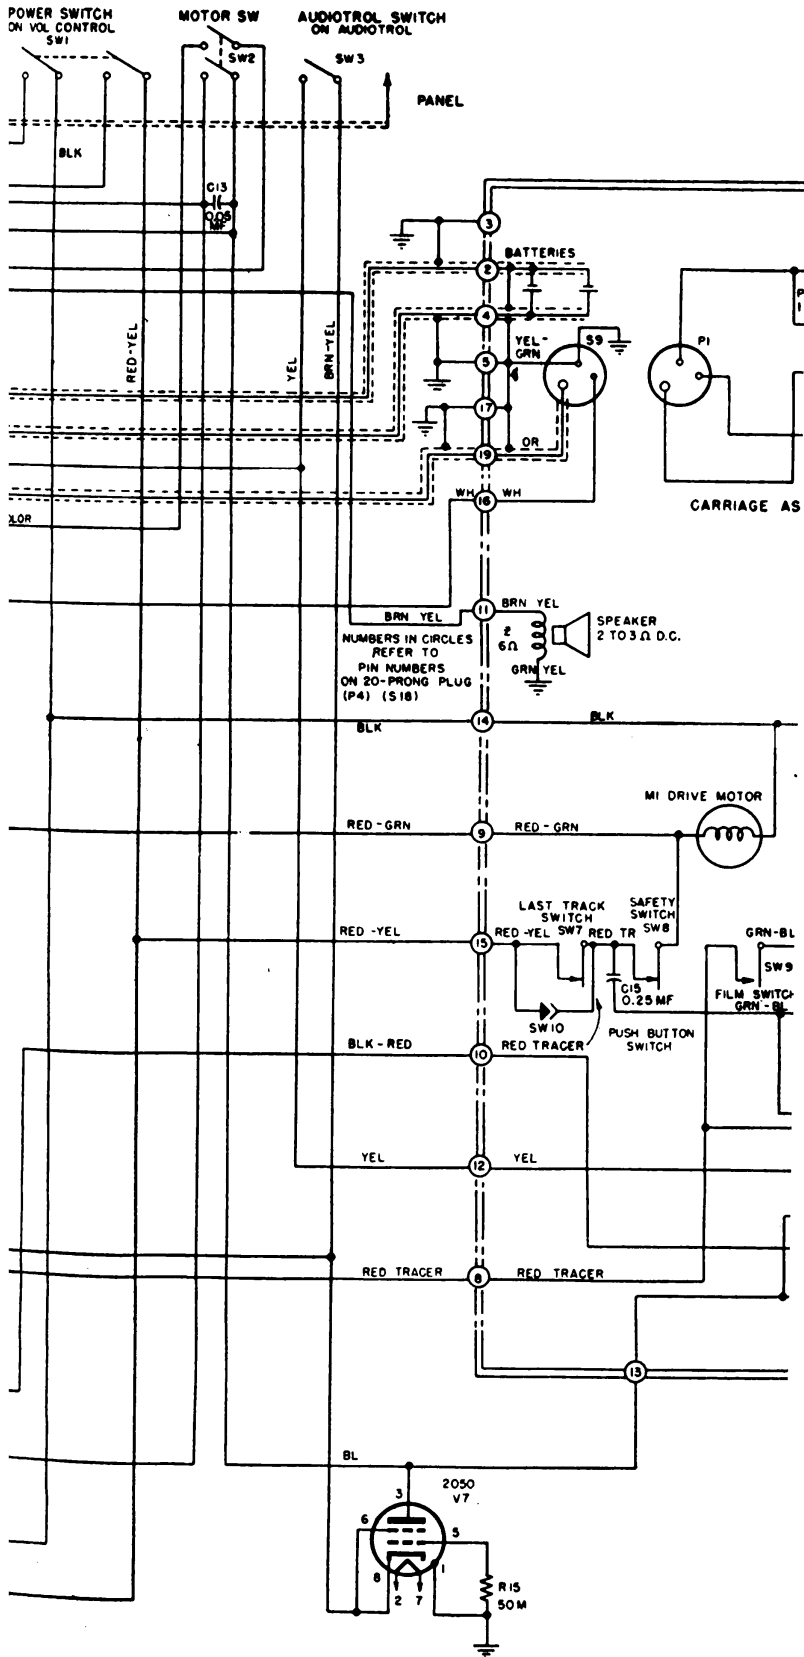 POWER SWITCH
ON VOL CONTROL
SW1
MOTOR SW
SW2
AUDIOTROL SWITCH
ON AUDIOTROL
SW3
PANEL
BLK
C13
0.05
MF
RED-YEL
YEL
BRN-YEL
3
BATTERIES
2
4
5
YEL-
GRN
S9
P1
P
1
17
OR
19
WH
16
WH
CARRIAGE AS
OLOR
BRN YEL
11
BRN YEL
SPEAKER
2 TO 3 Ω D.C.
Z
6Ω
GRN YEL
NUMBERS IN CIRCLES
REFER TO
PIN NUMBERS
ON 20-PRONG PLUG
(P4) (S18)
BLK
14
BLK
M1 DRIVE MOTOR
RED-GRN
9
RED-GRN
RED-YEL
15
RED-YEL
LAST TRACK
SWITCH
SW7
RED TR
SAFETY
SWITCH
SW8
GRN-BL
SW9
FILM SWITCH
GRN-BL
C15
0.25 MF
SW10
PUSH BUTTON
SWITCH
RED TRACER
BLK-RED
10
YEL
12
YEL
RED TRACER
8
RED TRACER
13
BL
2050
V7
3
6
5
8
1
2
7
R15
50M